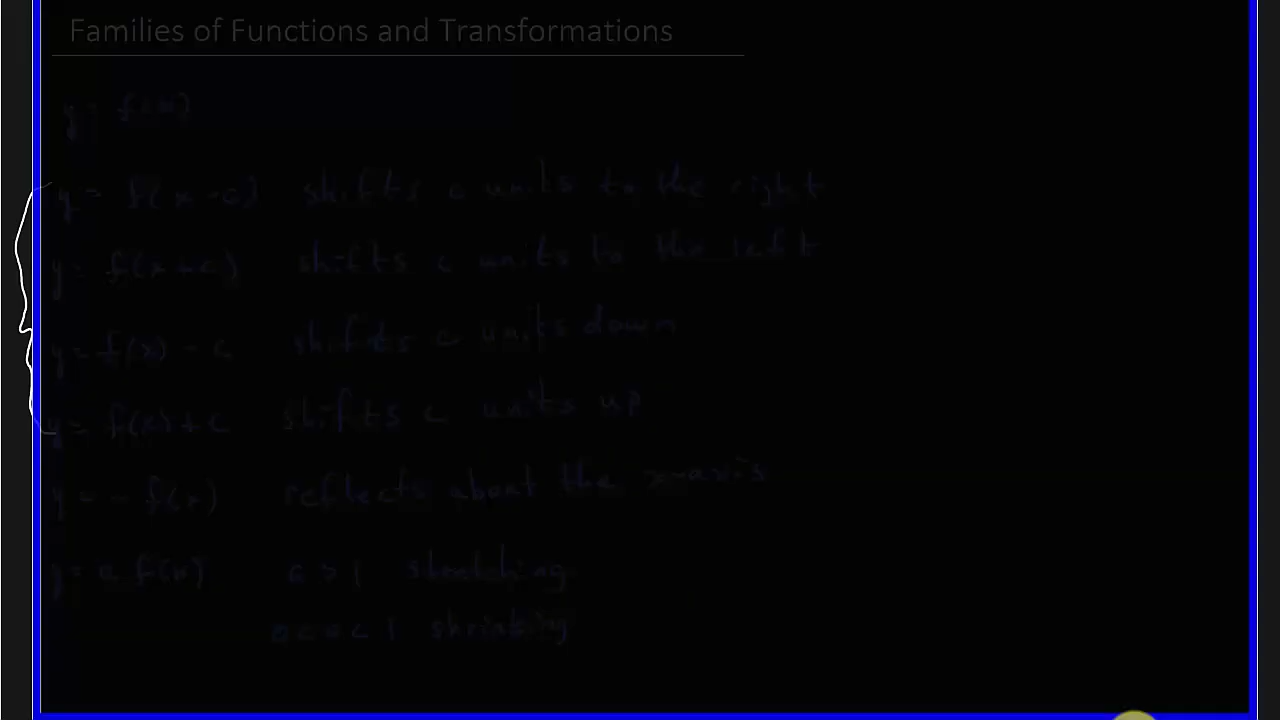 Families of Functions and Transformations
y = f(x)
y = f(x - c) shifts c units to the right
y = f(x + c) shifts c units to the left
y = f(x) - c shifts c units down
y = f(x) + c shifts c units up
y = - f(x) reflects about the x-axis
y = a f(x) a > 1 stretching
0 < a < 1 shrinking